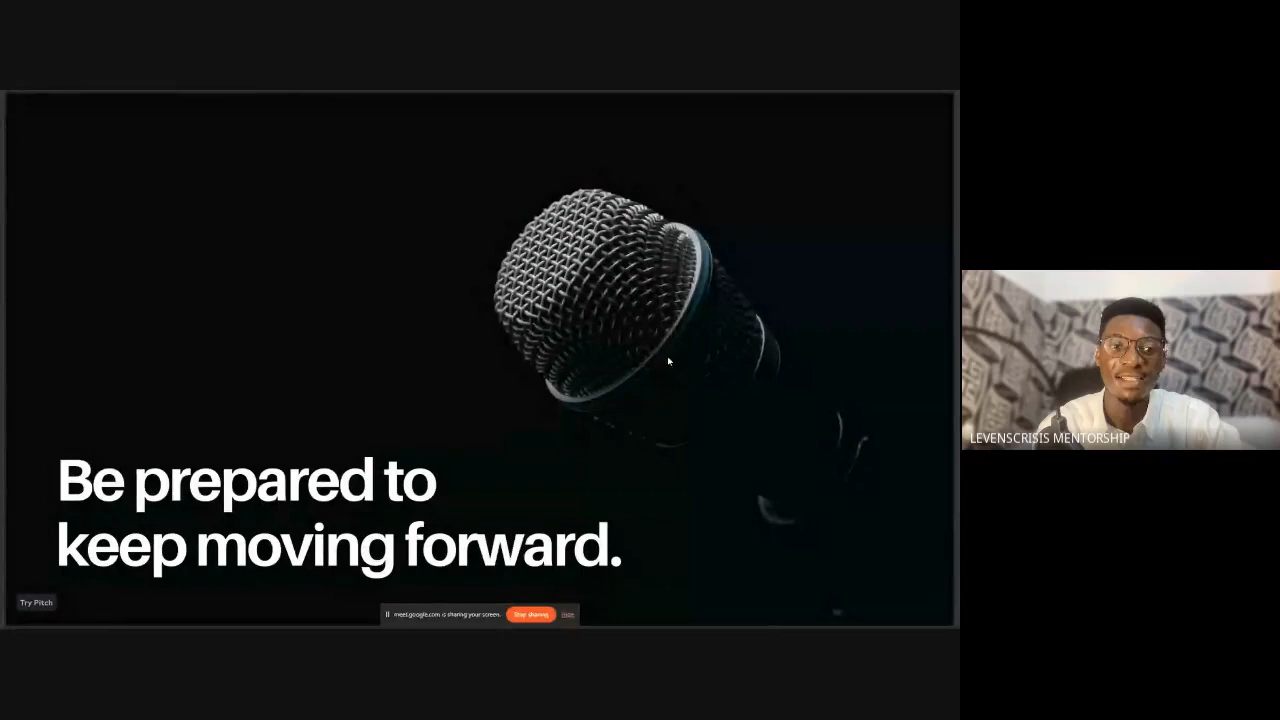 Be prepared to
keep moving forward.
Try Pitch
meet.google.com is sharing your screen.
Stop sharing
Hide
LEVENSCRISIS MENTORSHIP